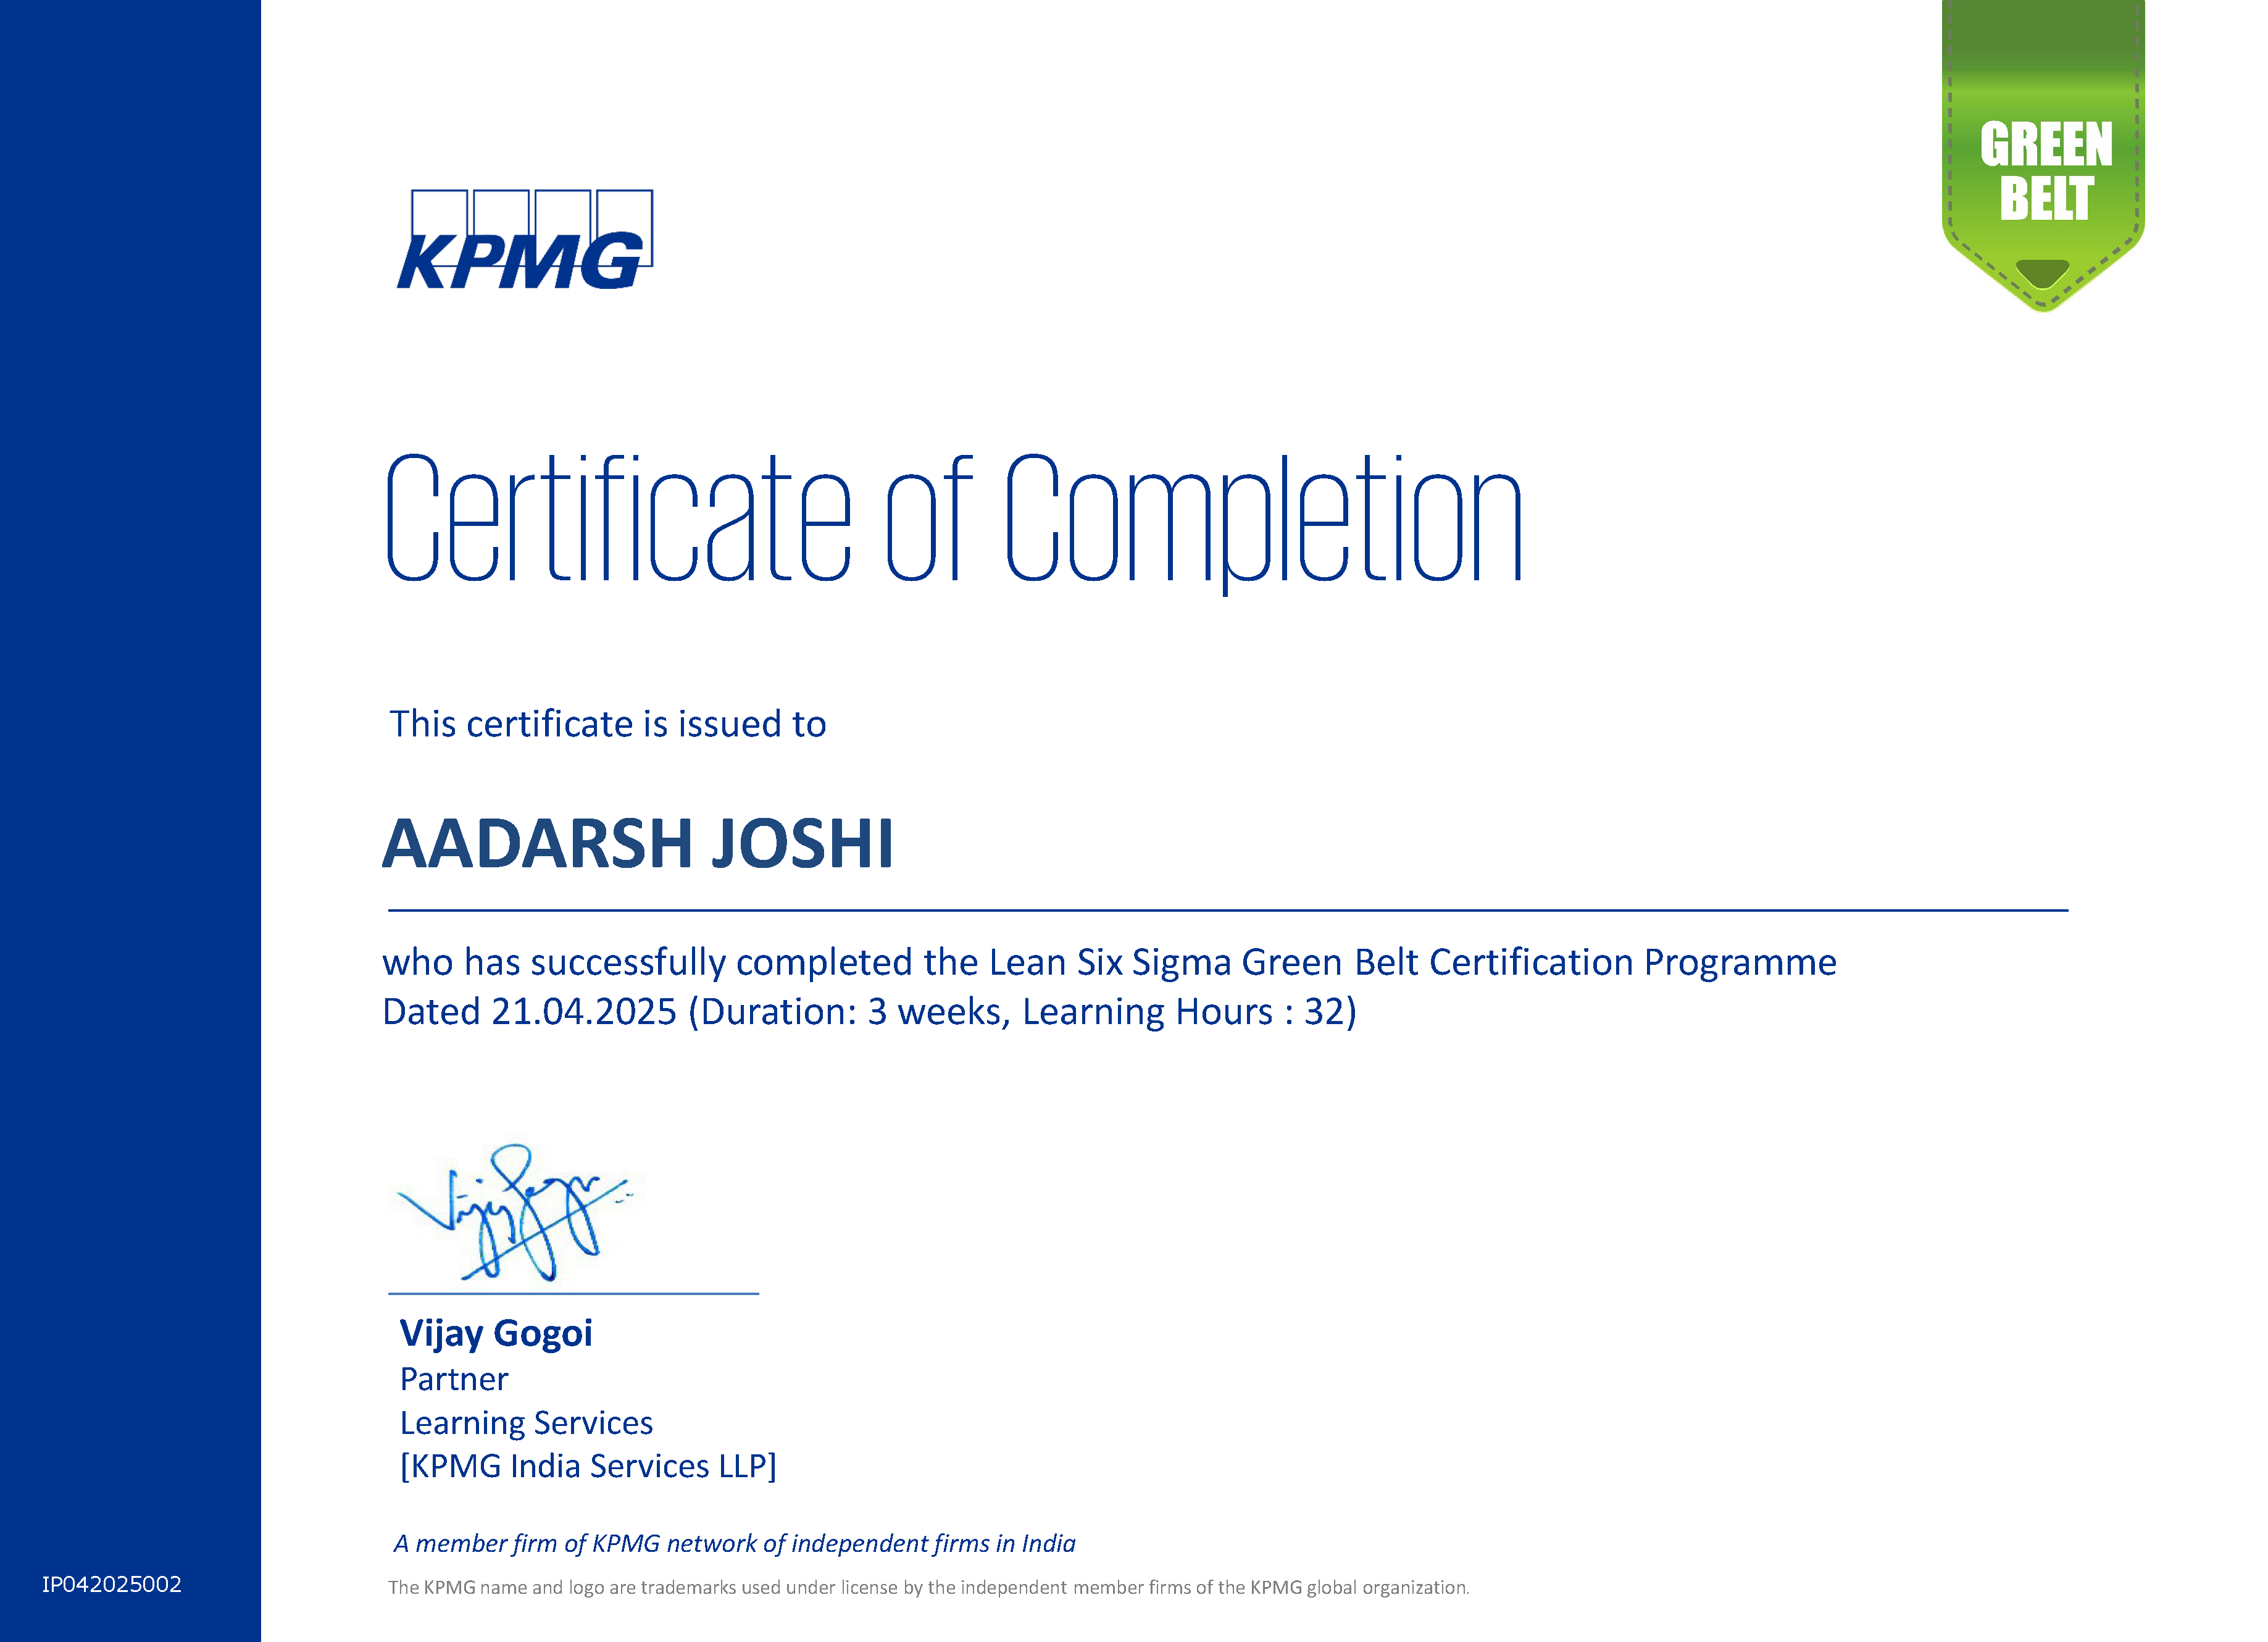 GREEN
BELT
KPMG
Certificate of Completion
This certificate is issued to
AADARSH JOSHI
who has successfully completed the Lean Six Sigma Green Belt Certification Programme
Dated 21.04.2025 (Duration: 3 weeks, Learning Hours : 32)
Vijay Gogoi
Partner
Learning Services
[KPMG India Services LLP]
A member firm of KPMG network of independent firms in India
IP042025002
The KPMG name and logo are trademarks used under license by the independent member firms of the KPMG global organization.